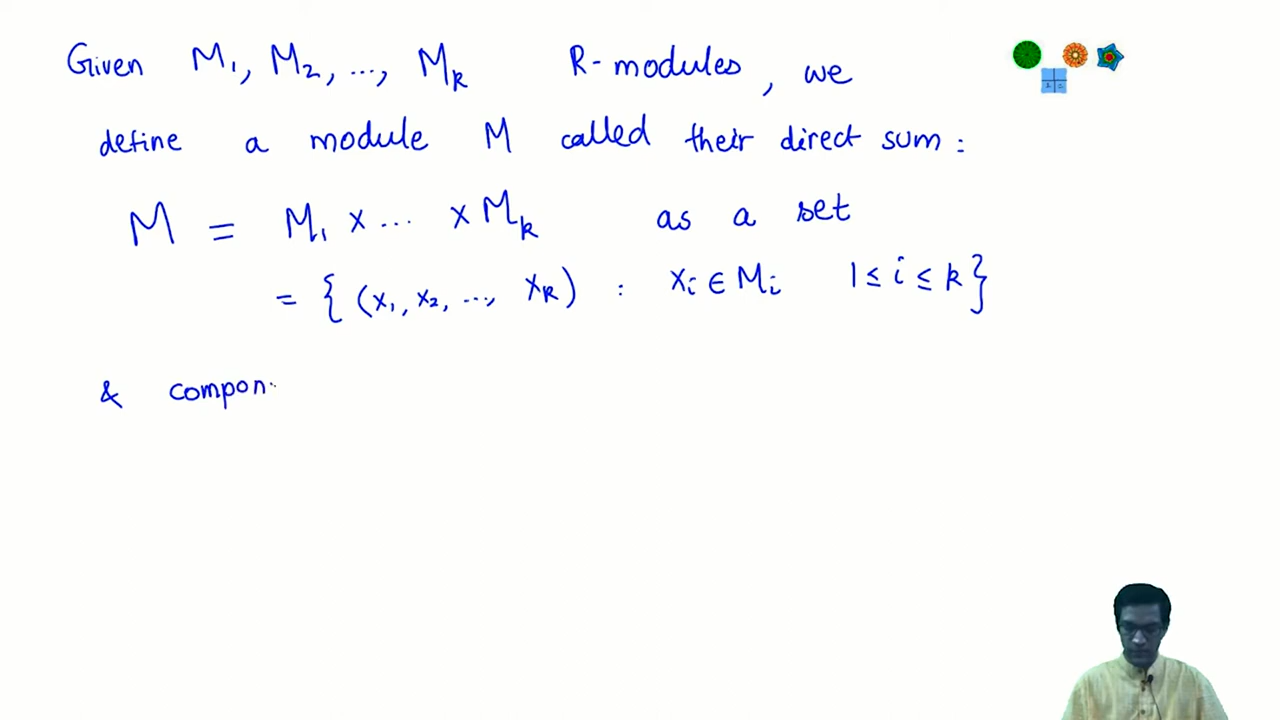 Given M₁, M₂, ..., Mₖ R-modules, we
define a module M called their direct sum:
M = M₁ × ... × Mₖ as a set
= {(x₁, x₂, ..., xₖ) : xᵢ ∈ Mᵢ 1 ≤ i ≤ k}
& compon